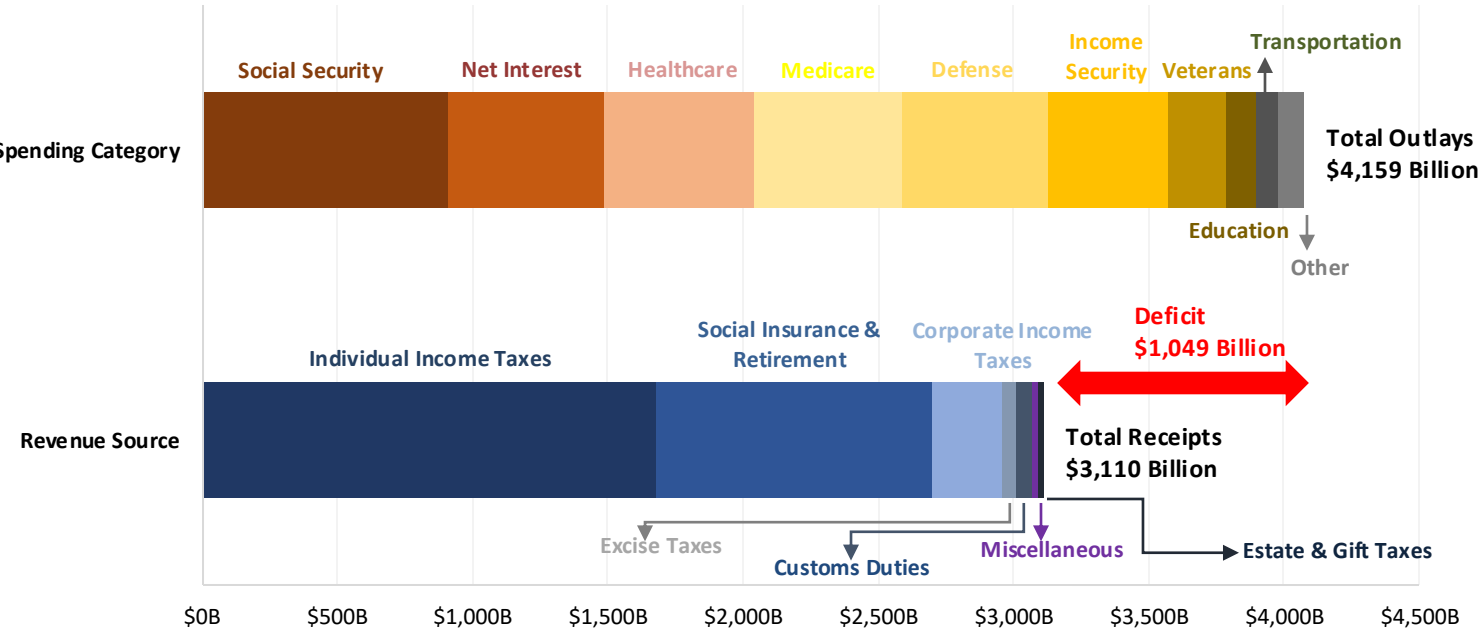 Income
Transportation
Social Security
Net Interest
Healthcare
Medicare
Defense
Security
Veterans
Spending Category
Total Outlays
$4,159 Billion
Education
Other
Deficit
$1,049 Billion
Individual Income Taxes
Social Insurance &
Retirement
Corporate Income
Taxes
Revenue Source
Total Receipts
$3,110 Billion
Excise Taxes
Customs Duties
Miscellaneous
Estate & Gift Taxes
$0B
$500B
$1,000B
$1,500B
$2,000B
$2,500B
$3,000B
$3,500B
$4,000B
$4,500B